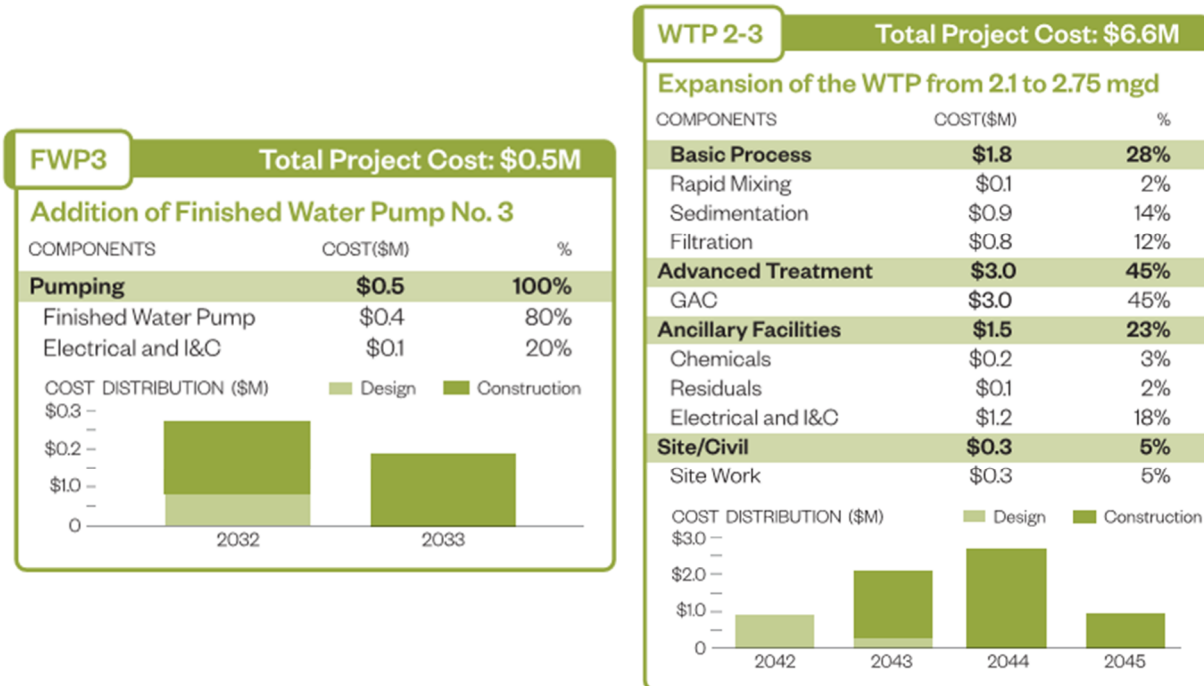 FWP3 Total Project Cost: $0.5M
Addition of Finished Water Pump No. 3
COMPONENTS COST($M) %
Pumping $0.5 100%
Finished Water Pump $0.4 80%
Electrical and I&C $0.1 20%
COST DISTRIBUTION ($M) Design Construction
$0.3
$0.2
$1.0
0
2032 2033
WTP 2-3 Total Project Cost: $6.6M
Expansion of the WTP from 2.1 to 2.75 mgd
COMPONENTS COST($M) %
Basic Process $1.8 28%
Rapid Mixing $0.1 2%
Sedimentation $0.9 14%
Filtration $0.8 12%
Advanced Treatment $3.0 45%
GAC $3.0 45%
Ancillary Facilities $1.5 23%
Chemicals $0.2 3%
Residuals $0.1 2%
Electrical and I&C $1.2 18%
Site/Civil $0.3 5%
Site Work $0.3 5%
COST DISTRIBUTION ($M) Design Construction
$3.0
$2.0
$1.0
0
2042 2043 2044 2045